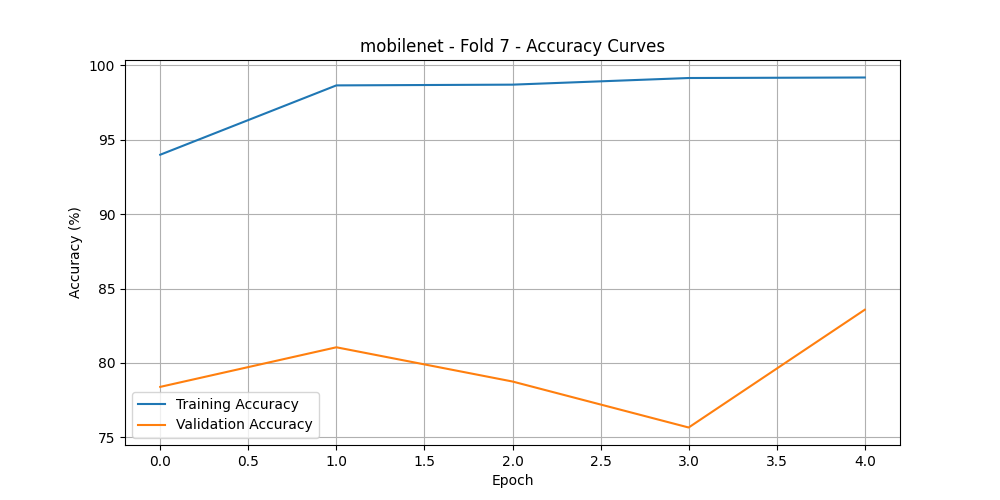 mobilenet - Fold 7 - Accuracy Curves
100
95
90
85
80
75
Accuracy (%)
Training Accuracy
Validation Accuracy
0.0 0.5 1.0 1.5 2.0 2.5 3.0 3.5 4.0
Epoch